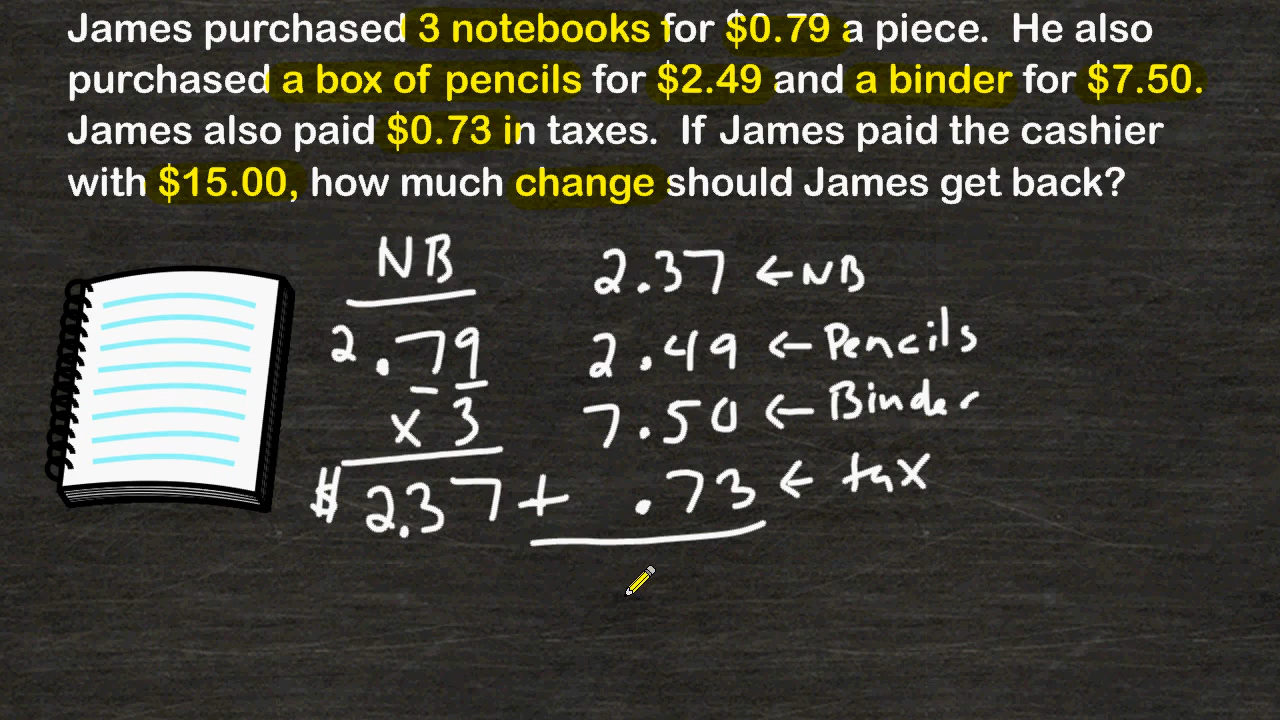 James purchased 3 notebooks for $0.79 a piece. He also
purchased a box of pencils for $2.49 and a binder for $7.50.
James also paid $0.73 in taxes. If James paid the cashier
with $15.00, how much change should James get back?
NB
2
.79
x 3
$2.37
2.37 ← NB
2.49 ← Pencils
7.50 ← Binder
+ .73 ← tax